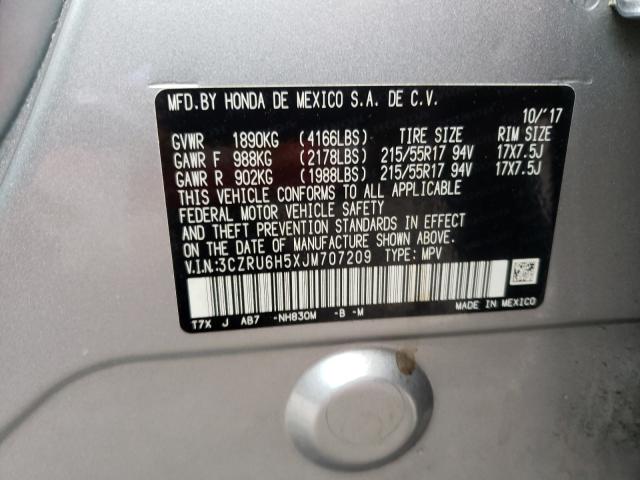 MFD. BY HONDA DE MEXICO S.A. DE C.V.
10/'17
GVWR 1890KG (4166LBS) TIRE SIZE RIM SIZE
GAWR F 988KG (2178LBS) 215/55R17 94V 17X7.5J
GAWR R 902KG (1988LBS) 215/55R17 94V 17X7.5J
THIS VEHICLE CONFORMS TO ALL APPLICABLE
FEDERAL MOTOR VEHICLE SAFETY
AND THEFT PREVENTION STANDARDS IN EFFECT
ON THE DATE OF MANUFACTURE SHOWN ABOVE.
V.I.N:3CZRU6H5XJM707209 TYPE: MPV
T7X J AB7 -NH830M -B -M
MADE IN MEXICO